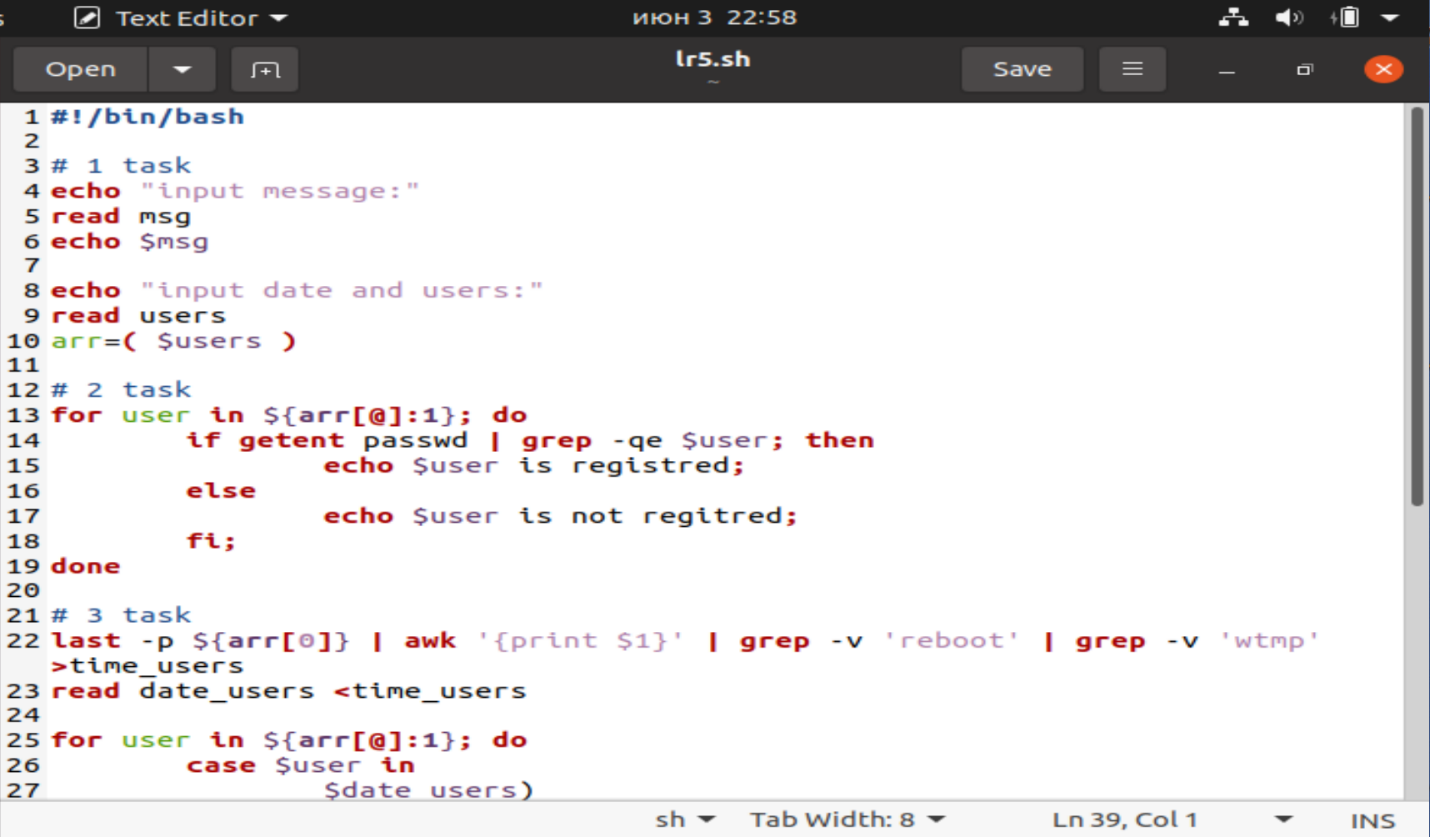 s Text Editor июн 3 22:58
Open lr5.sh Save
~
1 #!/bin/bash
2
3 # 1 task
4 echo "input message:"
5 read msg
6 echo $msg
7
8 echo "input date and users:"
9 read users
10 arr=( $users )
11
12 # 2 task
13 for user in ${arr[@]:1}; do
14 if getent passwd | grep -qe $user; then
15 echo $user is registred;
16 else
17 echo $user is not regitred;
18 fi;
19 done
20
21 # 3 task
22 last -p ${arr[0]} | awk '{print $1}' | grep -v 'reboot' | grep -v 'wtmp'
>time_users
23 read date_users <time_users
24
25 for user in ${arr[@]:1}; do
26 case $user in
27 $date_users)
sh Tab Width: 8 Ln 39, Col 1 INS